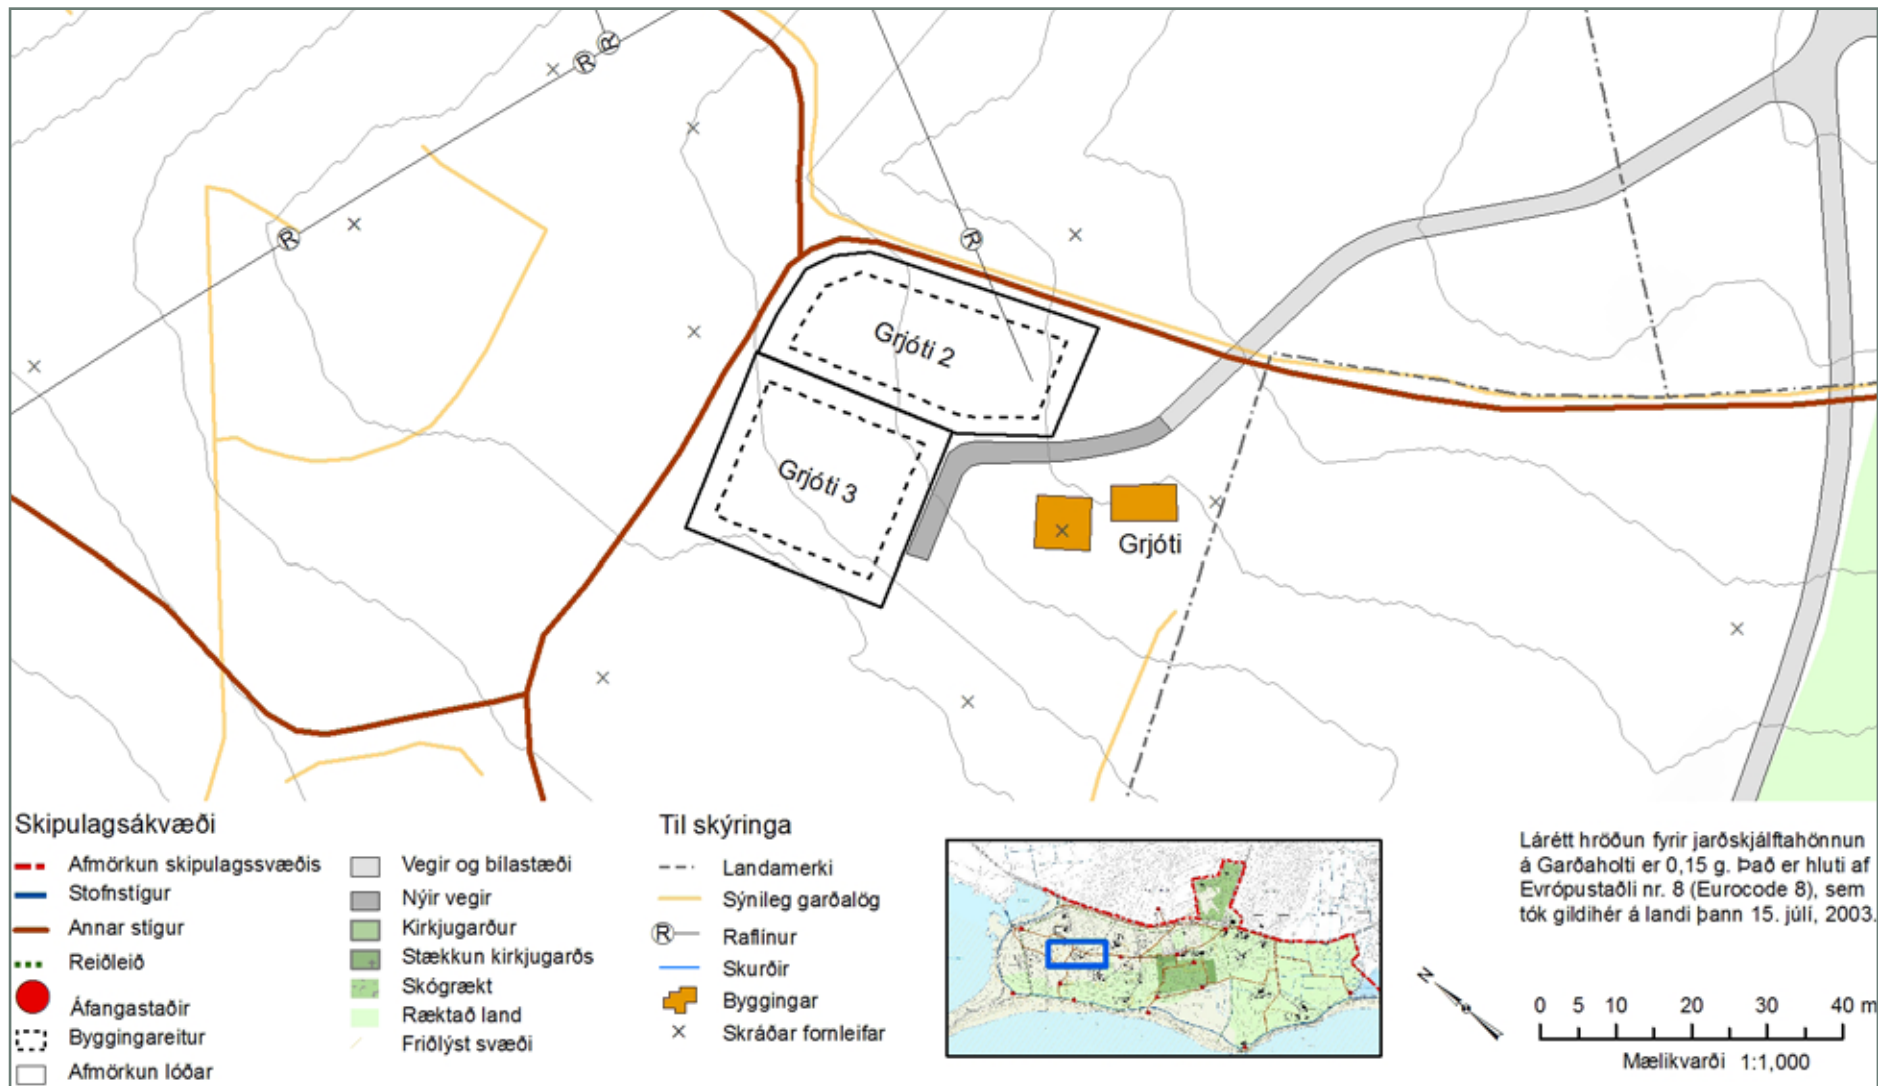 R
R
R
R
Grjóti 2
Grjóti 3
Grjóti
Skipulagsákvæði
Afmörkun skipulagssvæðis
Stofnstígur
Annar stígur
Reiðleið
Áfangastaðir
Byggingareitur
Afmörkun lóðar
Vegir og bílastæði
Nýir vegir
Kirkjugarður
Stækkun kirkjugarðs
Skógrækt
Ræktað land
Friðlýst svæði
Til skýringa
Landamerki
Sýnileg garðalög
R Raflínur
Skurðir
Byggingar
Skráðar fornleifar
Lárétt hröðun fyrir jarðskjálftahönnun
á Garðaholti er 0,15 g. Það er hluti af
Evrópustaðli nr. 8 (Eurocode 8), sem
tók gildihér á landi þann 15. júlí, 2003.
N
0 5 10 20 30 40 m
Mælikvarði 1:1,000